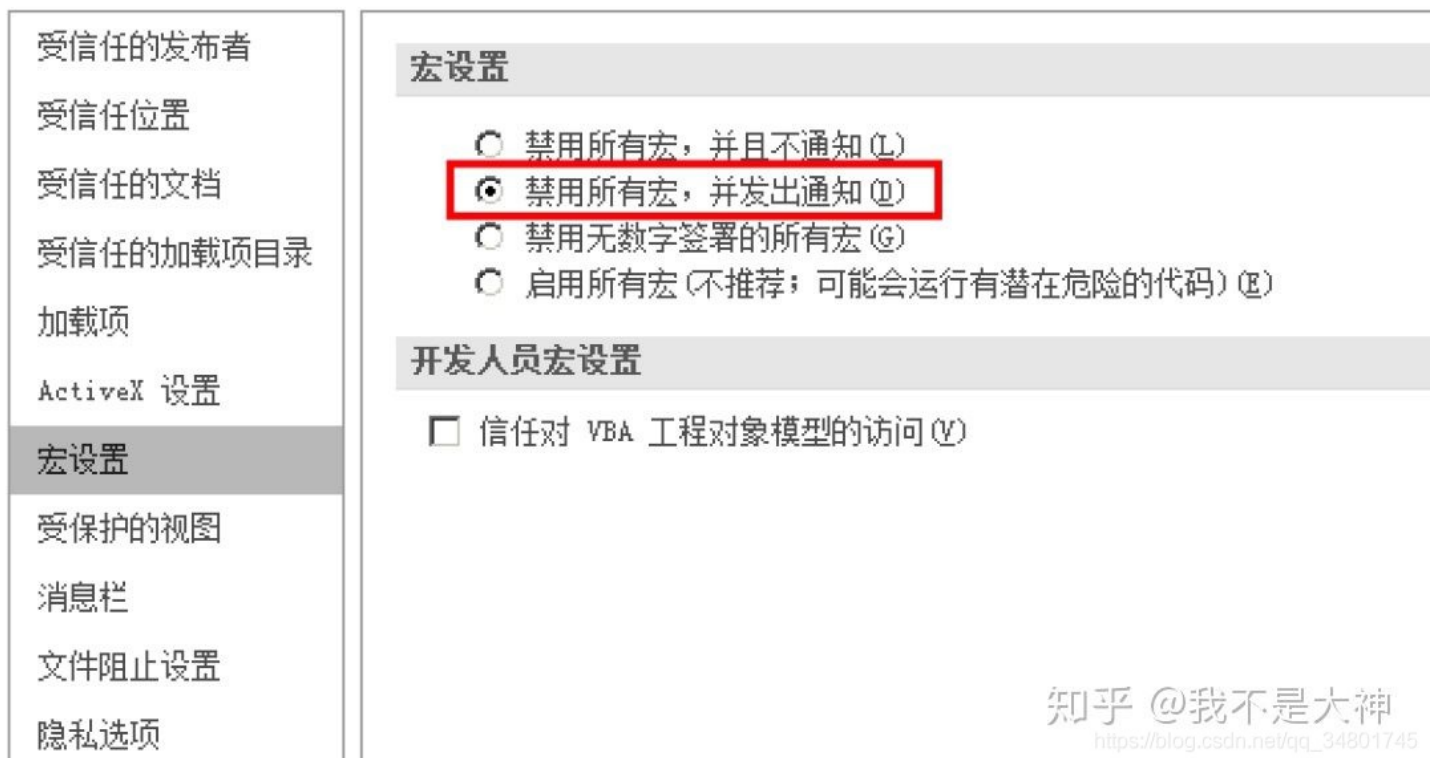 受信任的发布者
受信任位置
受信任的文档
受信任的加载项目录
加载项
ActiveX 设置
宏设置
受保护的视图
消息栏
文件阻止设置
隐私选项
宏设置
禁用所有宏，并且不通知(L)
禁用所有宏，并发出通知(D)
禁用无数字签署的所有宏(G)
启用所有宏(不推荐；可能会运行有潜在危险的代码)(E)
开发人员宏设置
信任对 VBA 工程对象模型的访问(V)
知乎 @我不是大神
https://blog.csdn.net/qq_34801745